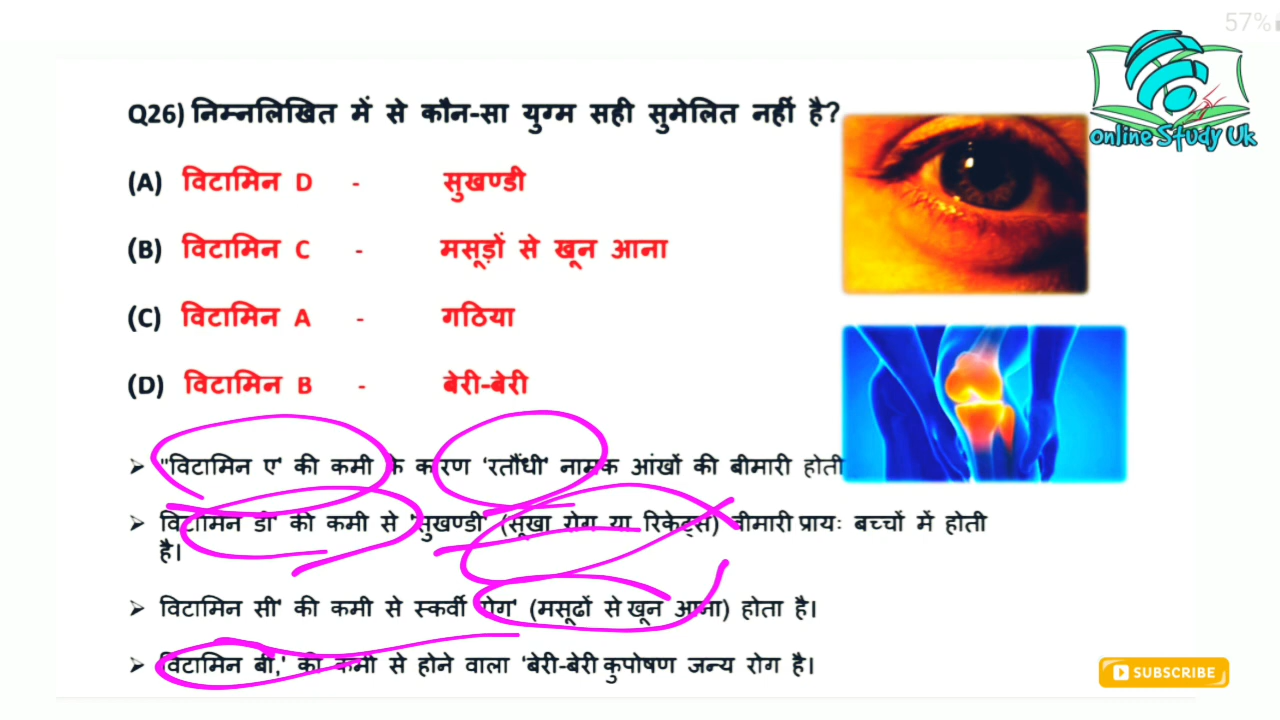 57%
Online Study Uk
Q26) निम्नलिखित में से कौन-सा युग्म सही सुमेलित नहीं है?
(A) विटामिन D - सुखण्डी
(B) विटामिन C - मसूड़ों से खून आना
(C) विटामिन A - गठिया
(D) विटामिन B - बेरी-बेरी
➢ "विटामिन ए' की कमी के कारण ‘रतौंधी’ नामक आंखों की बीमारी होती
➢ विटामिन डी' की कमी से 'सुखण्डी' (सूखा रोग या रिकेट्स) बीमारी प्रायः बच्चों में होती
है।
➢ विटामिन सी' की कमी से स्कर्वी रोग' (मसूढों से खून आना) होता है।
➢ विटामिन बी,' की कमी से होने वाला ‘बेरी-बेरी कुपोषण जन्य रोग है।
SUBSCRIBE